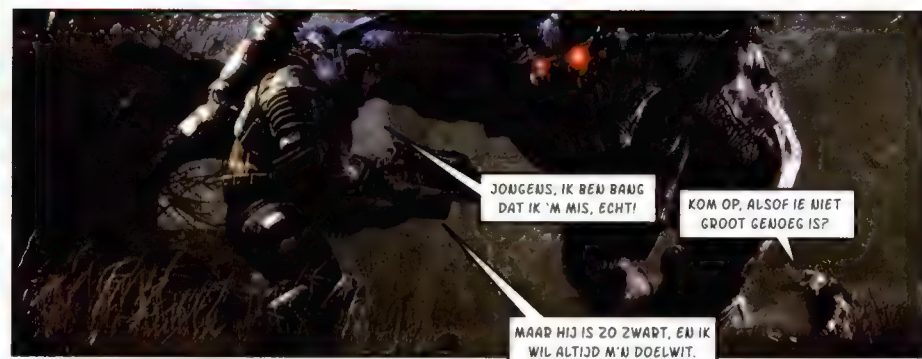 JONGENS, IK BEN BANG
DAT IK 'M MIS, ECHT!
KOM OP, ALSOF IE NIET
GROOT GENOEG IS?
MAAR HIJ IS ZO ZWART, EN IK
WIL ALTIJD M'N DOELWIT.